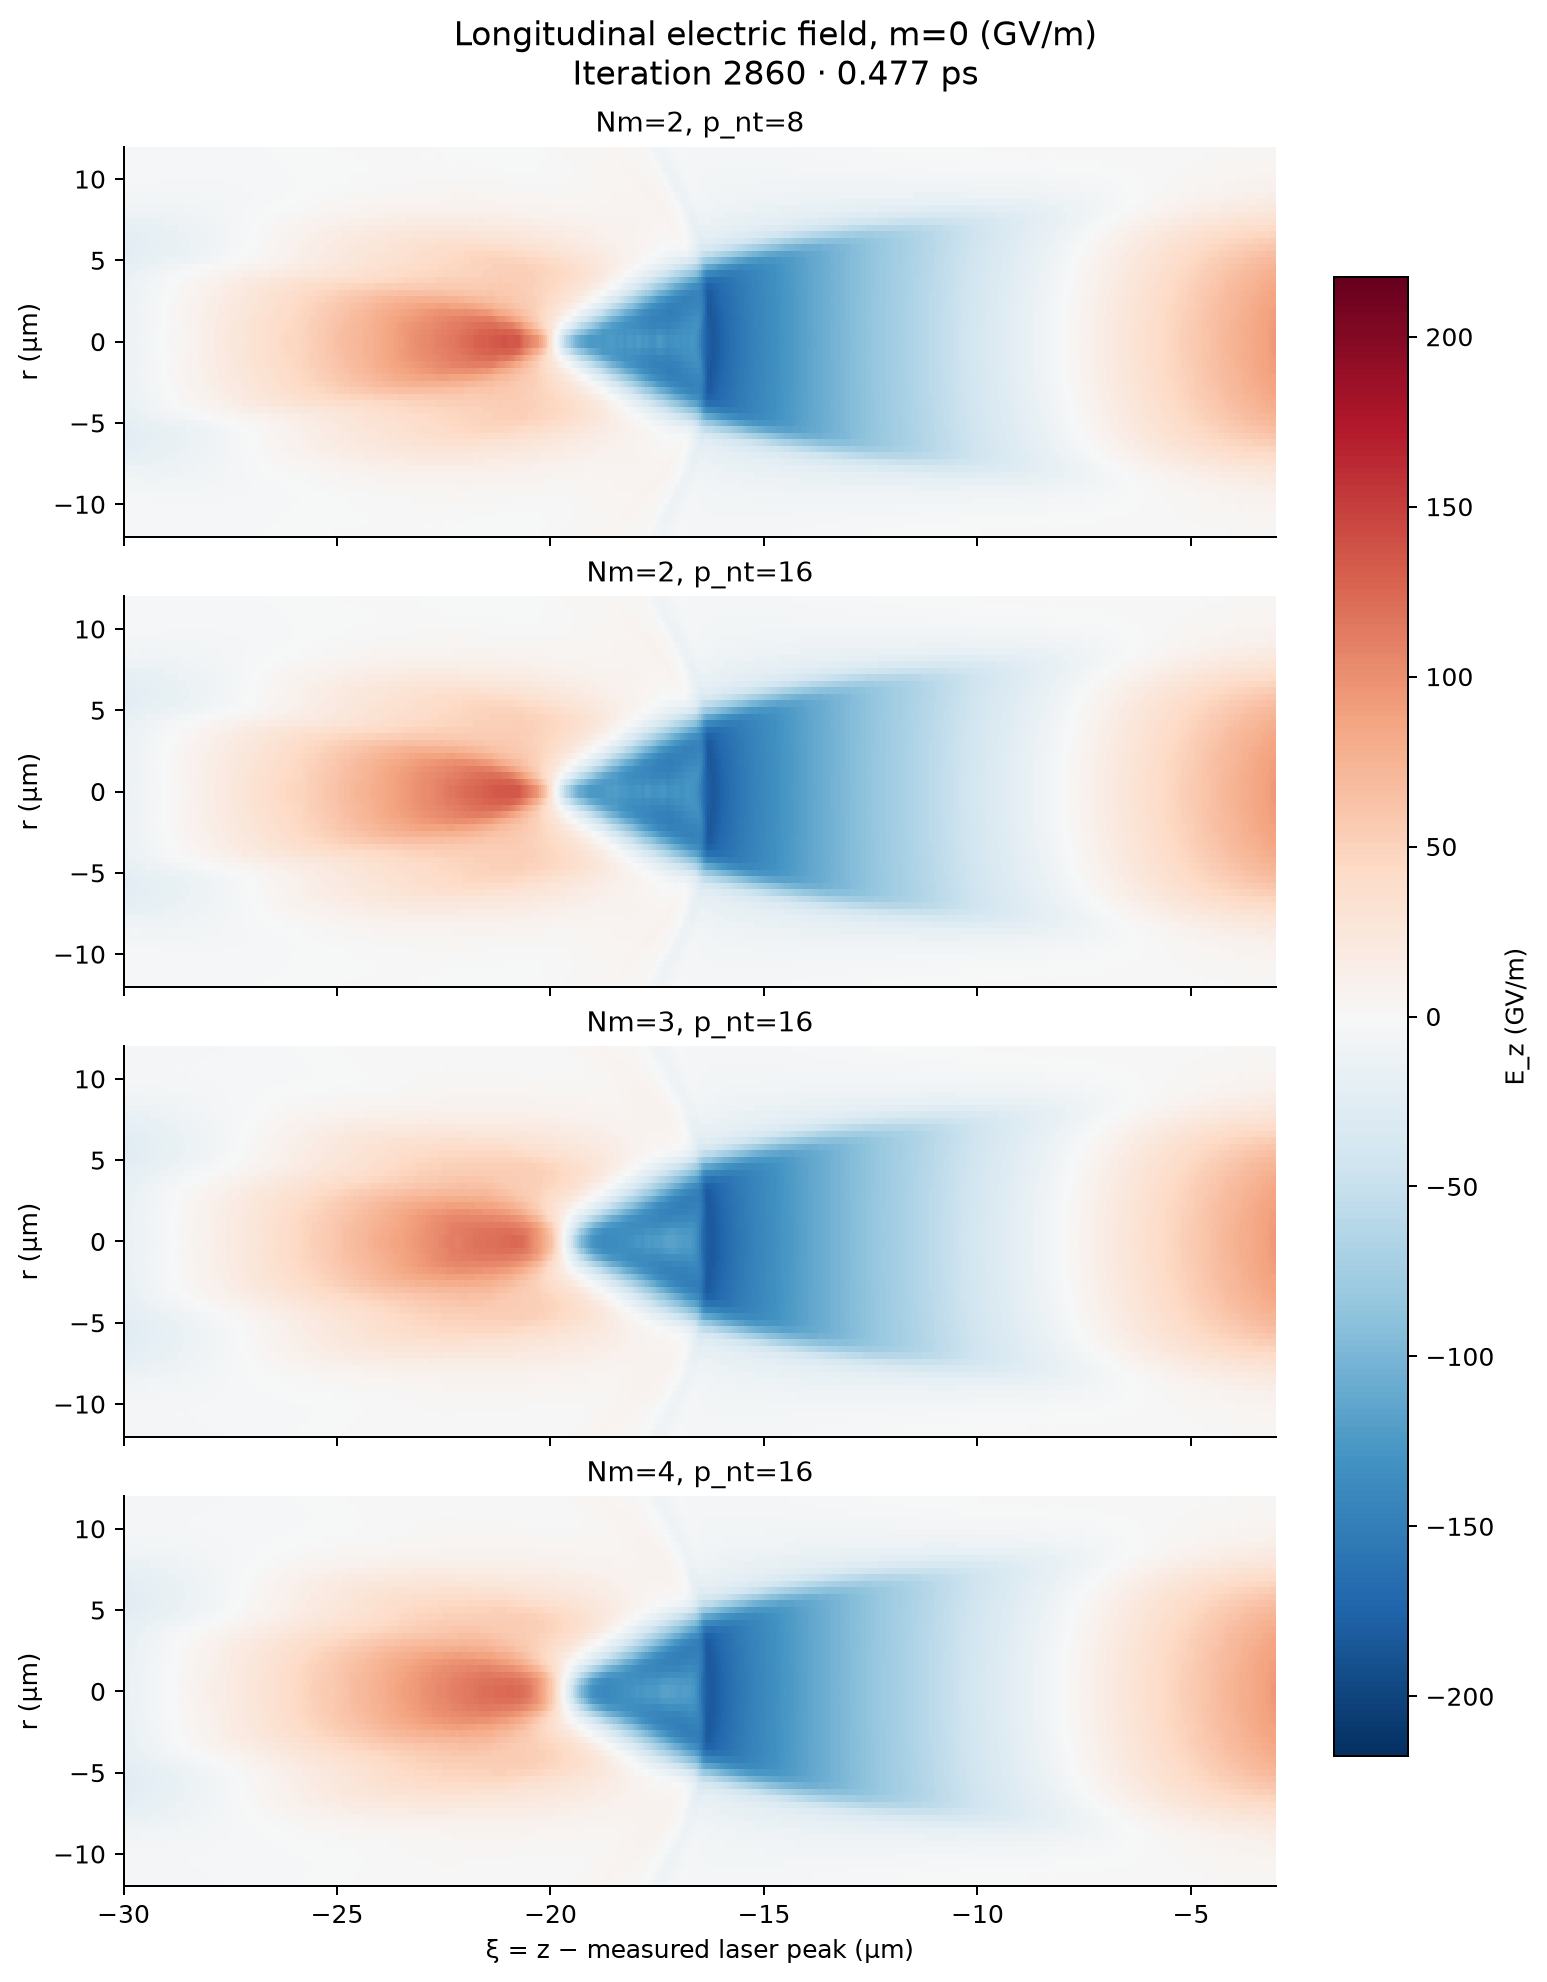 Longitudinal electric field, m=0 (GV/m)
Iteration 2860 · 0.477 ps
Nm=2, p_nt=8
10
5
0
−5
−10
r (µm)
Nm=2, p_nt=16
10
5
0
−5
−10
r (µm)
Nm=3, p_nt=16
10
5
0
−5
−10
r (µm)
Nm=4, p_nt=16
10
5
0
−5
−10
r (µm)
−30 −25 −20 −15 −10 −5
ξ = z − measured laser peak (µm)
200
150
100
50
0
−50
−100
−150
−200
E_z (GV/m)